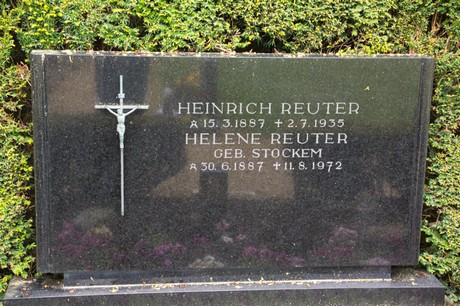 HEINRICH REUTER
A 15.3.1887 + 2.7.1935
HELENE REUTER
GEB. STOCKEM
A 30.6.1887 + 11.8.1972